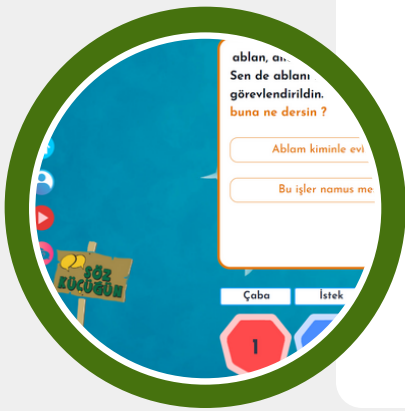 ablan,
Sen de ablanı
görevlendirildin.
buna ne dersin ?
Ablam kiminle evl
Bu işler namus me
SÖZ
KÜÇÜĞÜN
Çaba
İstek
1